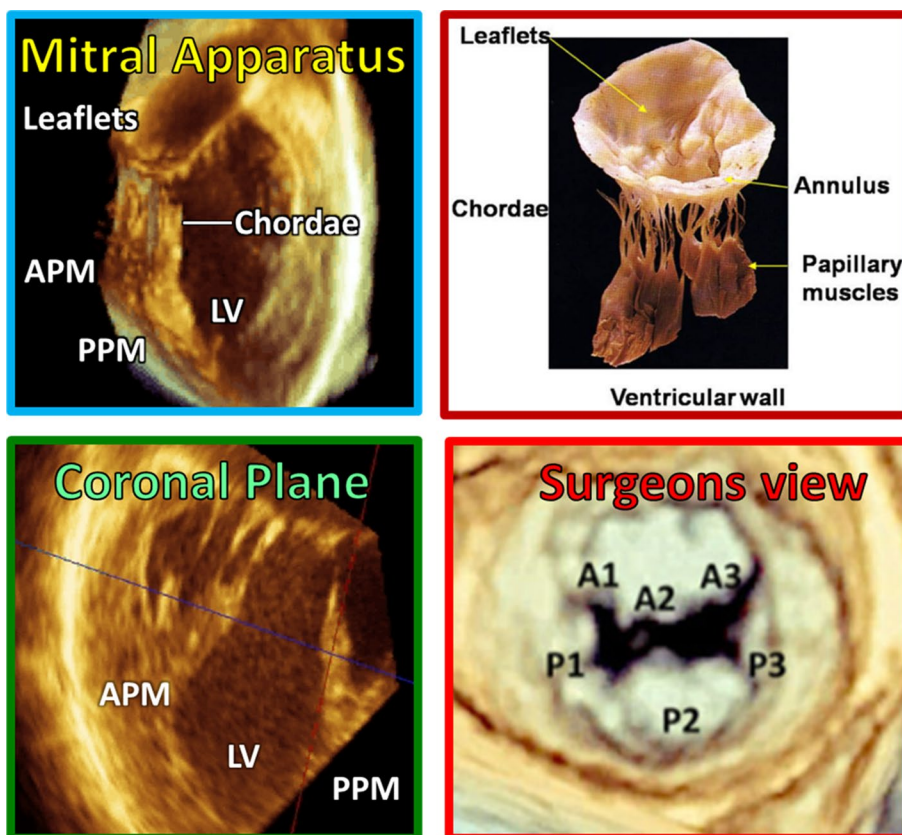 Mitral Apparatus
Leaflets
Chordae
APM
LV
PPM
Leaflets
Annulus
Chordae
Papillary
muscles
Ventricular wall
Coronal Plane
APM
LV
PPM
Surgeons view
A1
A3
A2
P1
P3
P2